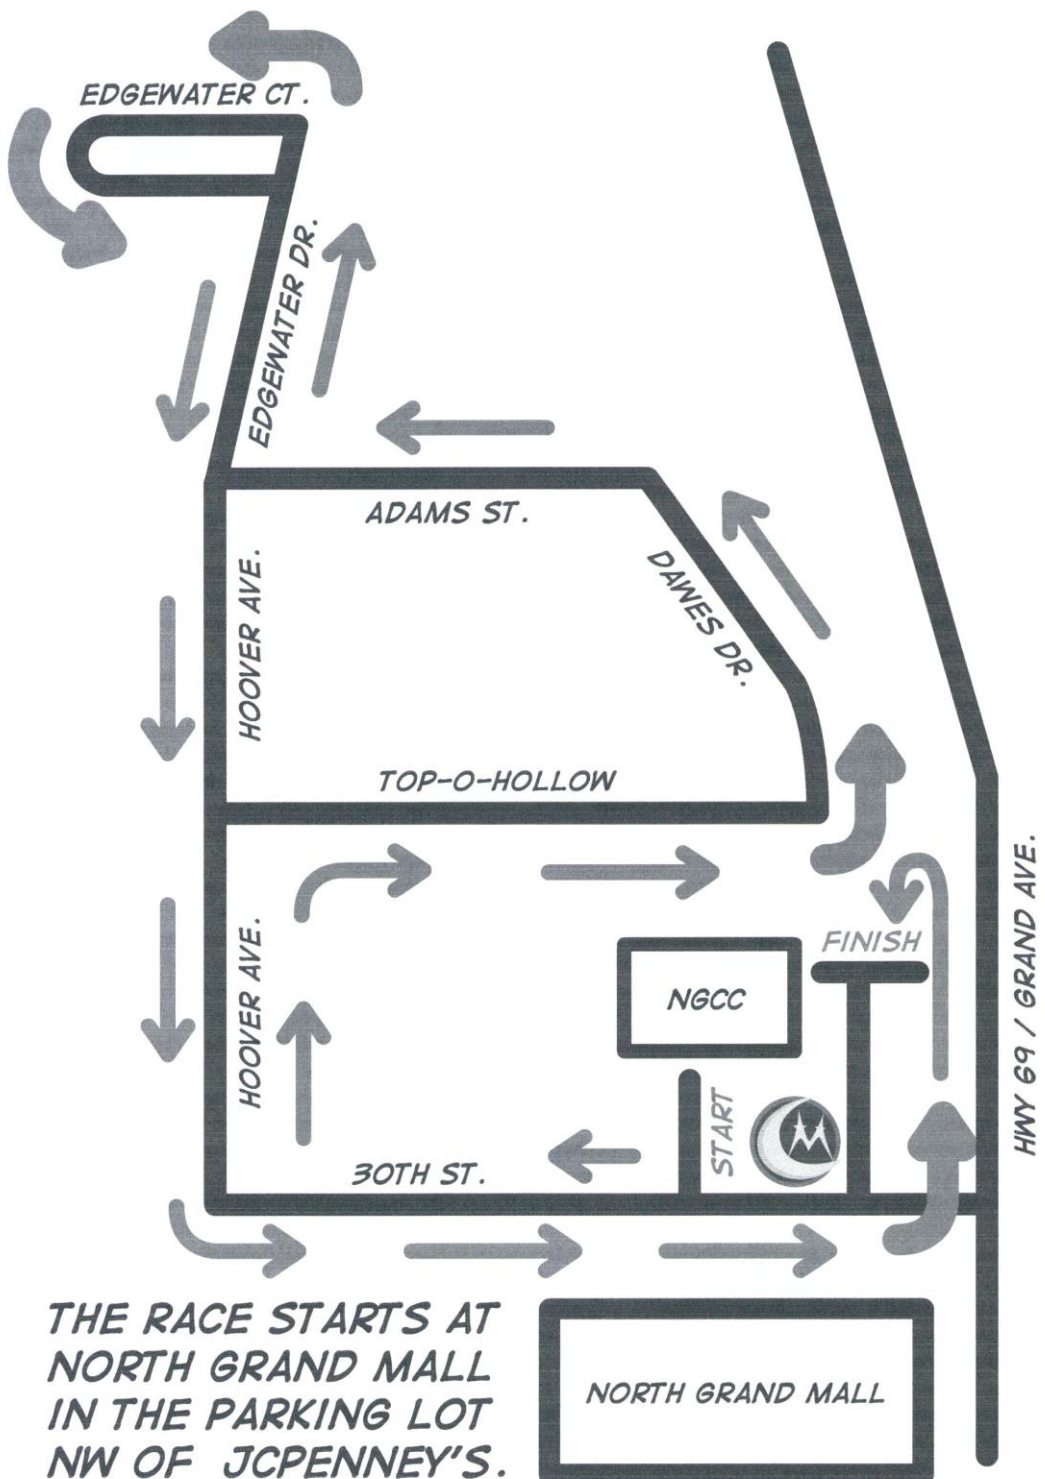 EDGEWATER CT.
EDGEWATER DR.
ADAMS ST.
HOOVER AVE.
DAWES DR.
TOP-O-HOLLOW
HWY 69 / GRAND AVE.
HOOVER AVE.
FINISH
NGCC
START
M
30TH ST.
THE RACE STARTS AT
NORTH GRAND MALL
IN THE PARKING LOT
NW OF JCPENNEY'S.
NORTH GRAND MALL